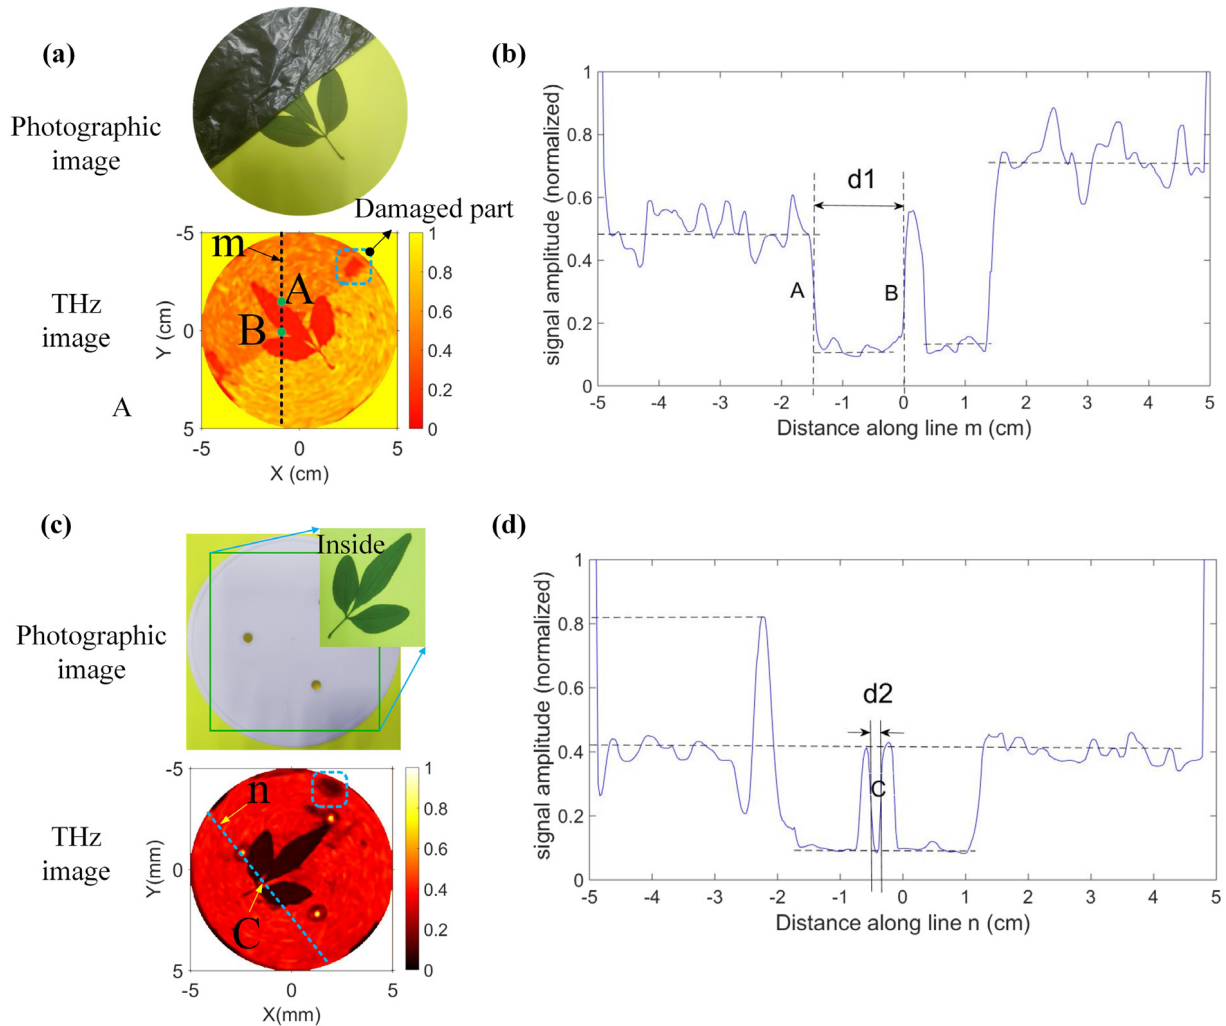 (a)
Photographic
image
Damaged part
THz
image
A
m
A
B
-5
0
5
Y (cm)
-5
0
5
X (cm)
1
0.8
0.6
0.4
0.2
0
(b)
1
0.8
0.6
0.4
0.2
0
signal amplitude (normalized)
d1
A
B
-5 -4 -3 -2 -1 0 1 2 3 4 5
Distance along line m (cm)
(c)
Inside
Photographic
image
THz
image
n
C
-5
0
5
Y(mm)
-5
0
5
X(mm)
1
0.8
0.6
0.4
0.2
0
(d)
1
0.8
0.6
0.4
0.2
0
signal amplitude (normalized)
d2
C
-5 -4 -3 -2 -1 0 1 2 3 4 5
Distance along line n (cm)